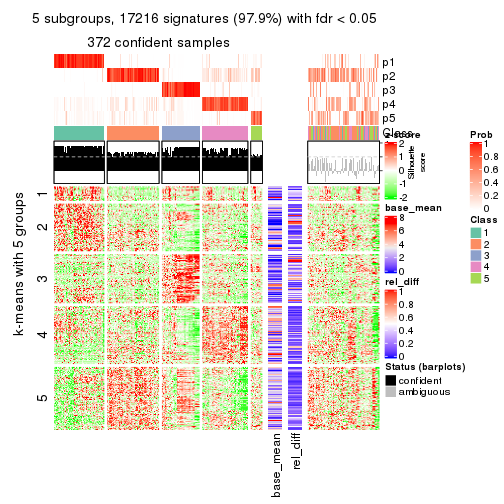 5 subgroups, 17216 signatures (97.9%) with fdr < 0.05
372 confident samples
p1
p2
p3
p4
p5
Class
Silhouette
score
z-score
2
1
0
-1
-2
base_mean
8
6
4
2
0
rel_diff
1
0.8
0.6
0.4
0.2
0
Status (barplots)
confident
ambiguous
Prob
1
0.8
0.6
0.4
0.2
0
Class
1
2
3
4
5
k-means with 5 groups
1
2
3
4
5
base_mean
rel_diff